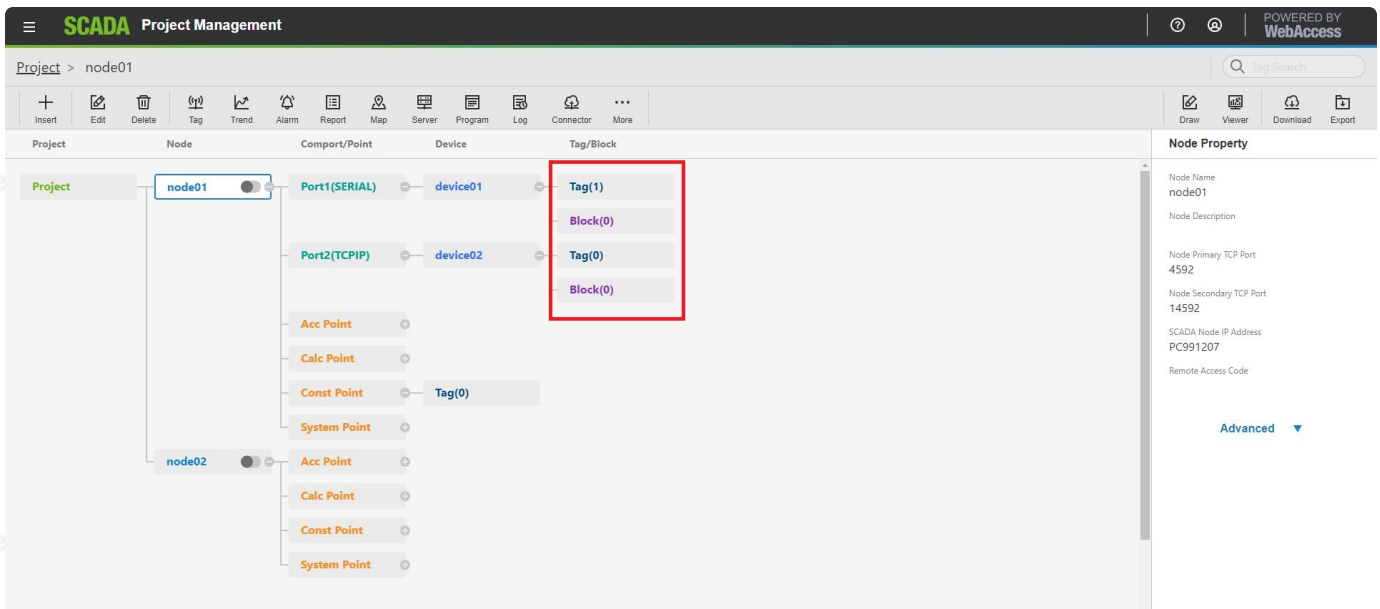 SCADA Project Management POWERED BY WebAccess
Project > node01 Tag Search
Insert Edit Delete Tag Trend Alarm Report Map Server Program Log Connector More Draw Viewer Download Export
Project Node Comport/Point Device Tag/Block Node Property
Project node01 Port1(SERIAL) device01 Tag(1)
Block(0)
Port2(TCPIP) device02 Tag(0)
Block(0)
Acc Point
Calc Point
Const Point Tag(0)
System Point
node02 Acc Point
Calc Point
Const Point
System Point
Node Name
node01
Node Description
Node Primary TCP Port
4592
Node Secondary TCP Port
14592
SCADA Node IP Address
PC991207
Remote Access Code
Advanced